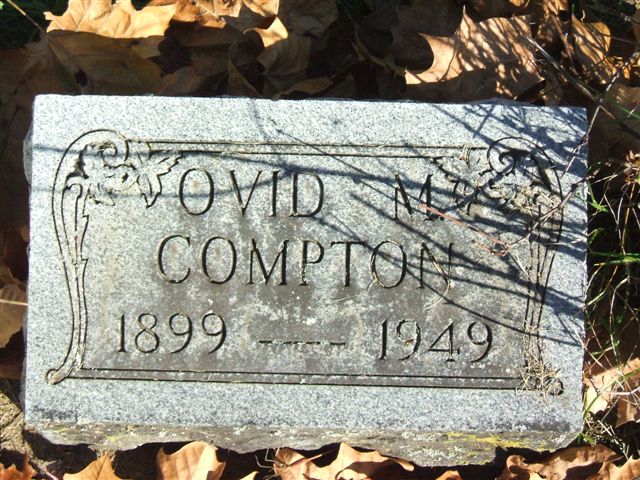 OVID M
COMPTON
1899 ---- 1949